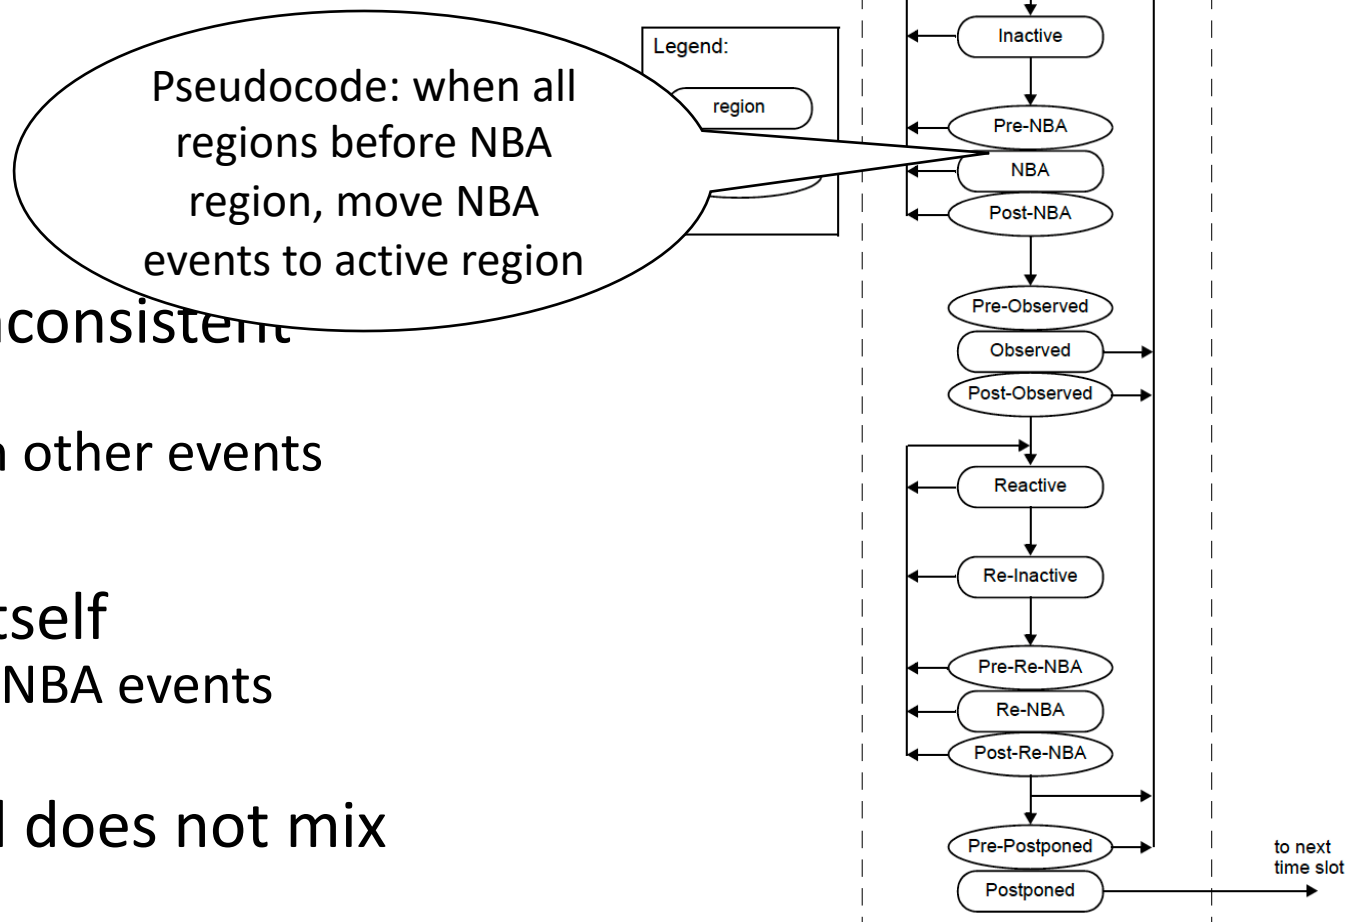 Pseudocode: when all
regions before NBA
region, move NBA
events to active region
other events
NBA events
does not mix
Legend:
region
Inactive
Pre-NBA
NBA
Post-NBA
Pre-Observed
Observed
Post-Observed
Reactive
Re-Inactive
Pre-Re-NBA
Re-NBA
Post-Re-NBA
Pre-Postponed
Postponed
to next
time slot